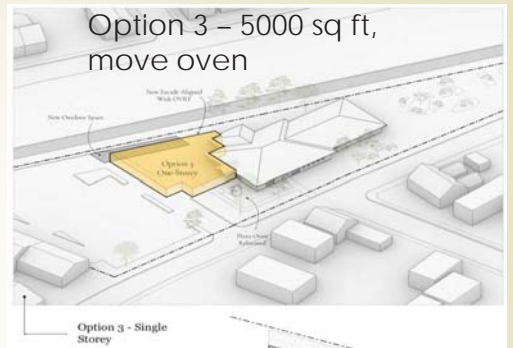 Option 3 – 5000 sq ft,
move oven
New Facade Aligned
With OVRT
New Outdoor Space
Option 3
One-Storey
Pizza Oven
Relocated
Option 3 - Single
Storey